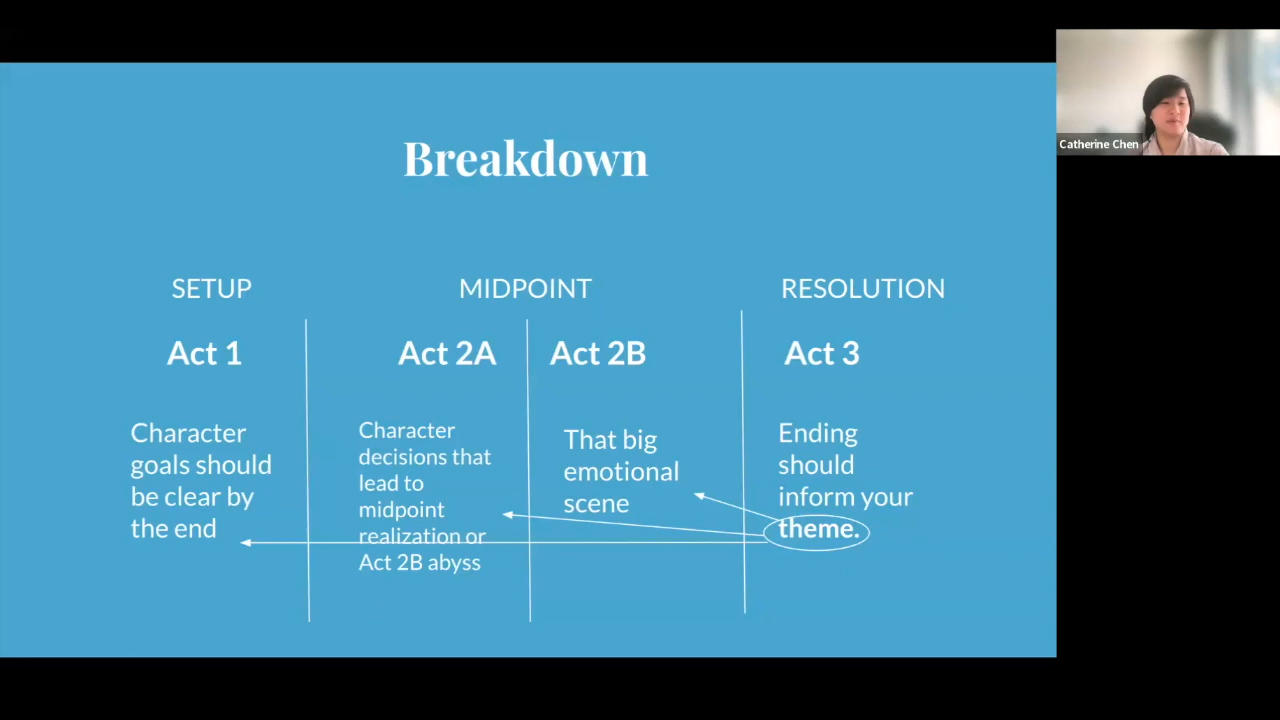 Breakdown
SETUP
MIDPOINT
RESOLUTION
Act 1
Act 2A
Act 2B
Act 3
Character
goals should
be clear by
the end
Character
decisions that
lead to
midpoint
realization or
Act 2B abyss
That big
emotional
scene
Ending
should
inform your
theme.
Catherine Chen